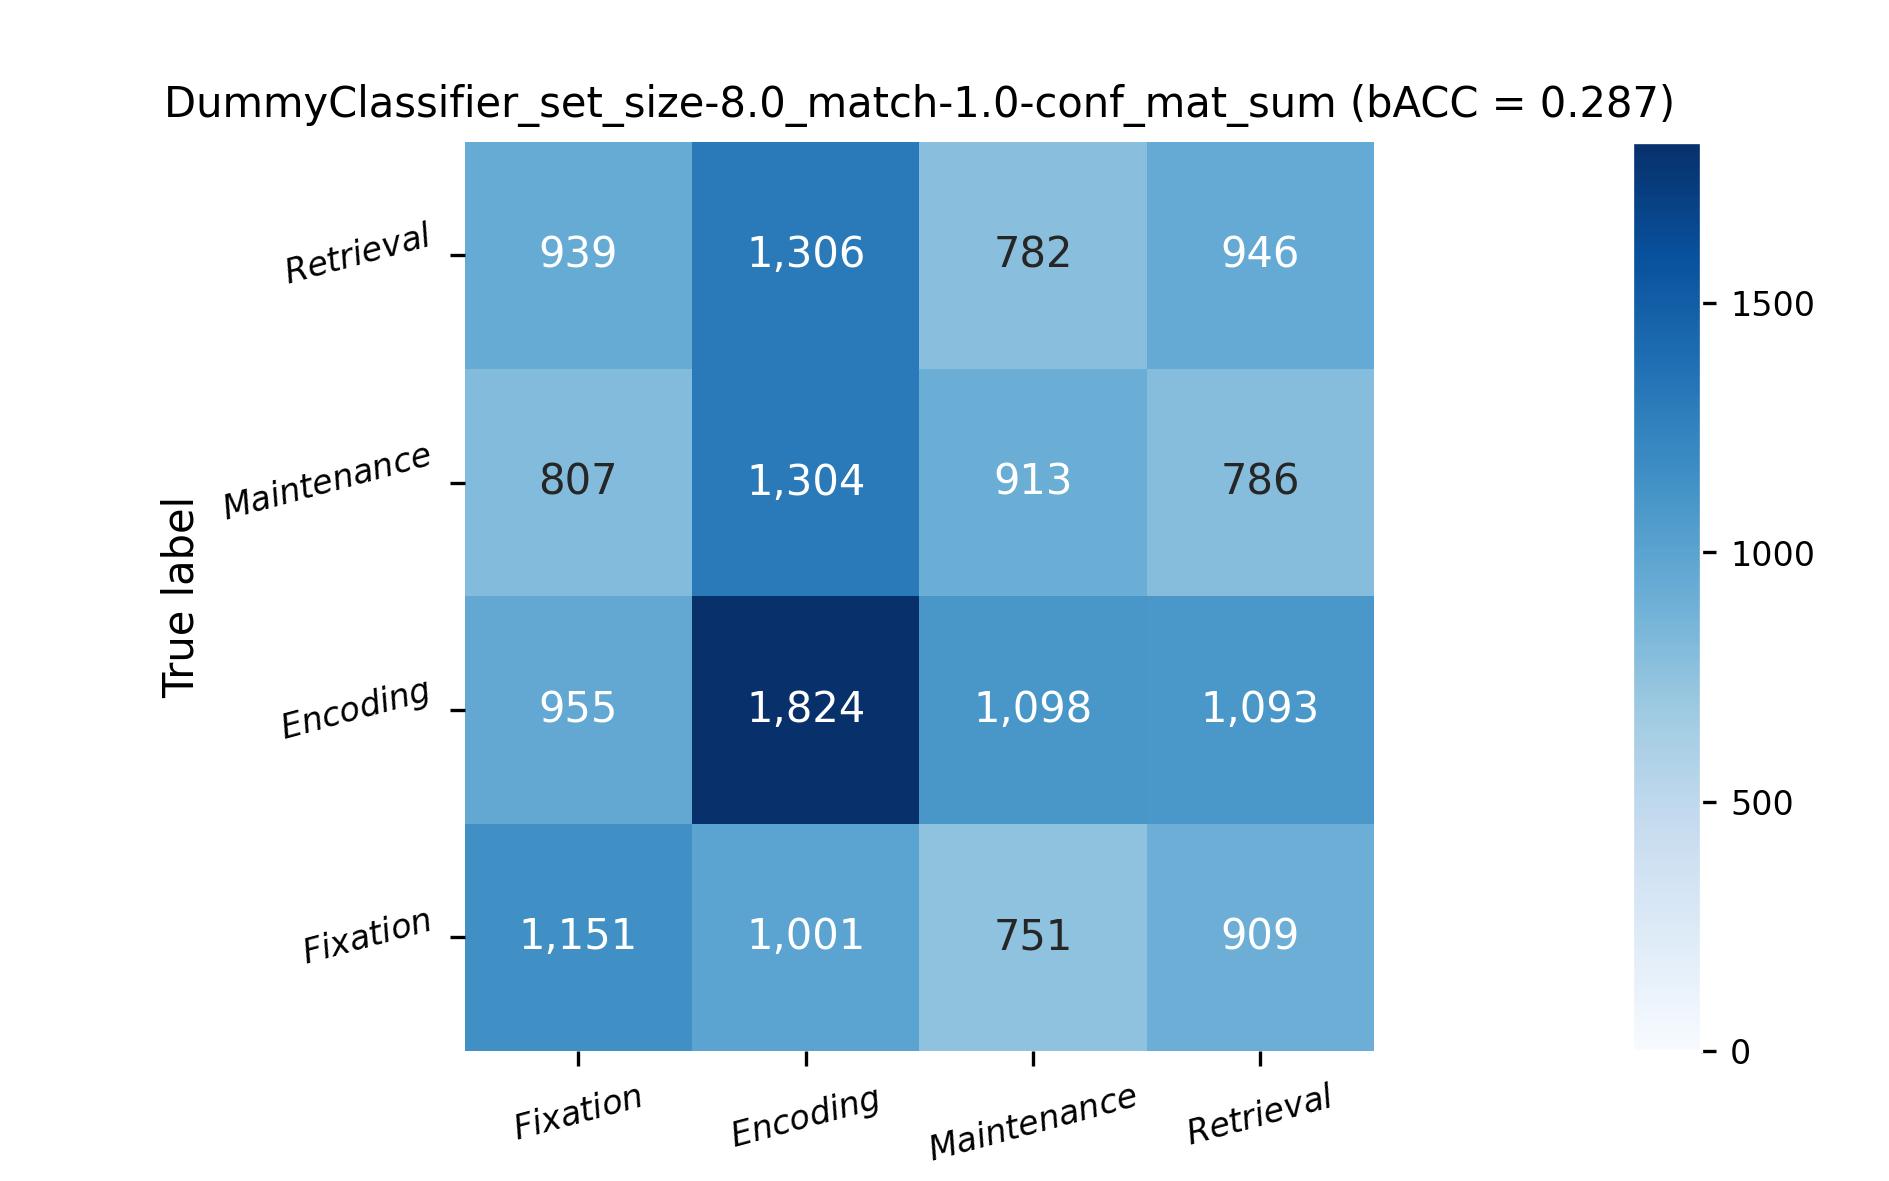 DummyClassifier_set_size-8.0_match-1.0-conf_mat_sum (bACC = 0.287)
Retrieval 939 1,306 782 946
Maintenance 807 1,304 913 786
Encoding 955 1,824 1,098 1,093
Fixation 1,151 1,001 751 909
True label
Fixation Encoding Maintenance Retrieval
1500
1000
500
0